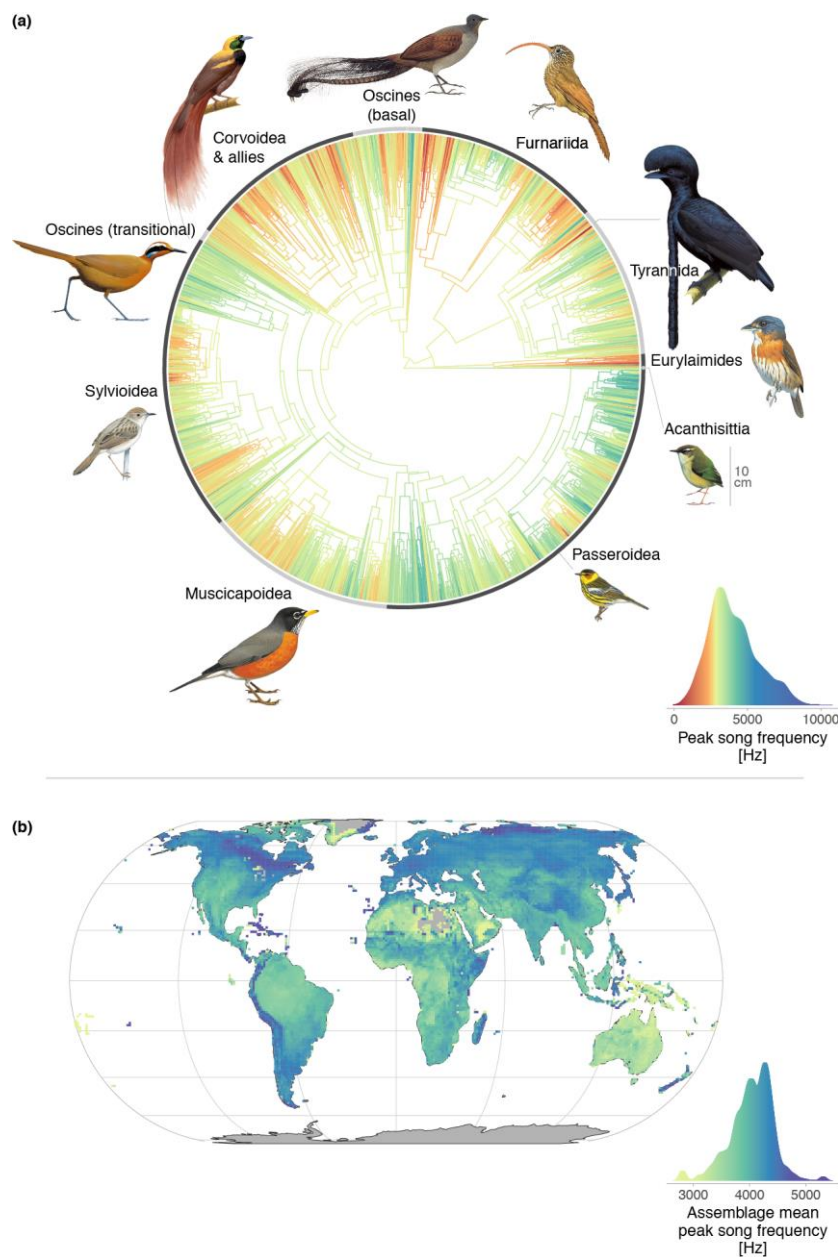 (a)
Oscines
(basal)
Furnariida
Corvoidea
& allies
Oscines (transitional)
Tyrannida
Eurylaimides
Sylvioidea
Acanthisittia
10
cm
Passeroidea
Muscicapoidea
0 5000 10000
Peak song frequency
[Hz]
(b)
3000 4000 5000
Assemblage mean
peak song frequency
[Hz]